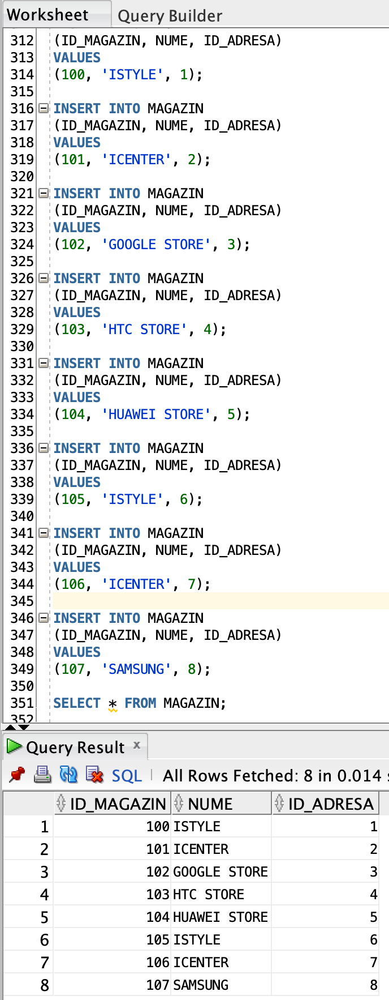 Worksheet Query Builder
312 (ID_MAGAZIN, NUME, ID_ADRESA)
313 VALUES
314 (100, 'ISTYLE', 1);
315
316 INSERT INTO MAGAZIN
317 (ID_MAGAZIN, NUME, ID_ADRESA)
318 VALUES
319 (101, 'ICENTER', 2);
320
321 INSERT INTO MAGAZIN
322 (ID_MAGAZIN, NUME, ID_ADRESA)
323 VALUES
324 (102, 'GOOGLE STORE', 3);
325
326 INSERT INTO MAGAZIN
327 (ID_MAGAZIN, NUME, ID_ADRESA)
328 VALUES
329 (103, 'HTC STORE', 4);
330
331 INSERT INTO MAGAZIN
332 (ID_MAGAZIN, NUME, ID_ADRESA)
333 VALUES
334 (104, 'HUAWEI STORE', 5);
335
336 INSERT INTO MAGAZIN
337 (ID_MAGAZIN, NUME, ID_ADRESA)
338 VALUES
339 (105, 'ISTYLE', 6);
340
341 INSERT INTO MAGAZIN
342 (ID_MAGAZIN, NUME, ID_ADRESA)
343 VALUES
344 (106, 'ICENTER', 7);
345
346 INSERT INTO MAGAZIN
347 (ID_MAGAZIN, NUME, ID_ADRESA)
348 VALUES
349 (107, 'SAMSUNG', 8);
350
351 SELECT * FROM MAGAZIN;
352
Query Result x
SQL | All Rows Fetched: 8 in 0.014 s
ID_MAGAZIN NUME ID_ADRESA
1 100 ISTYLE 1
2 101 ICENTER 2
3 102 GOOGLE STORE 3
4 103 HTC STORE 4
5 104 HUAWEI STORE 5
6 105 ISTYLE 6
7 106 ICENTER 7
8 107 SAMSUNG 8